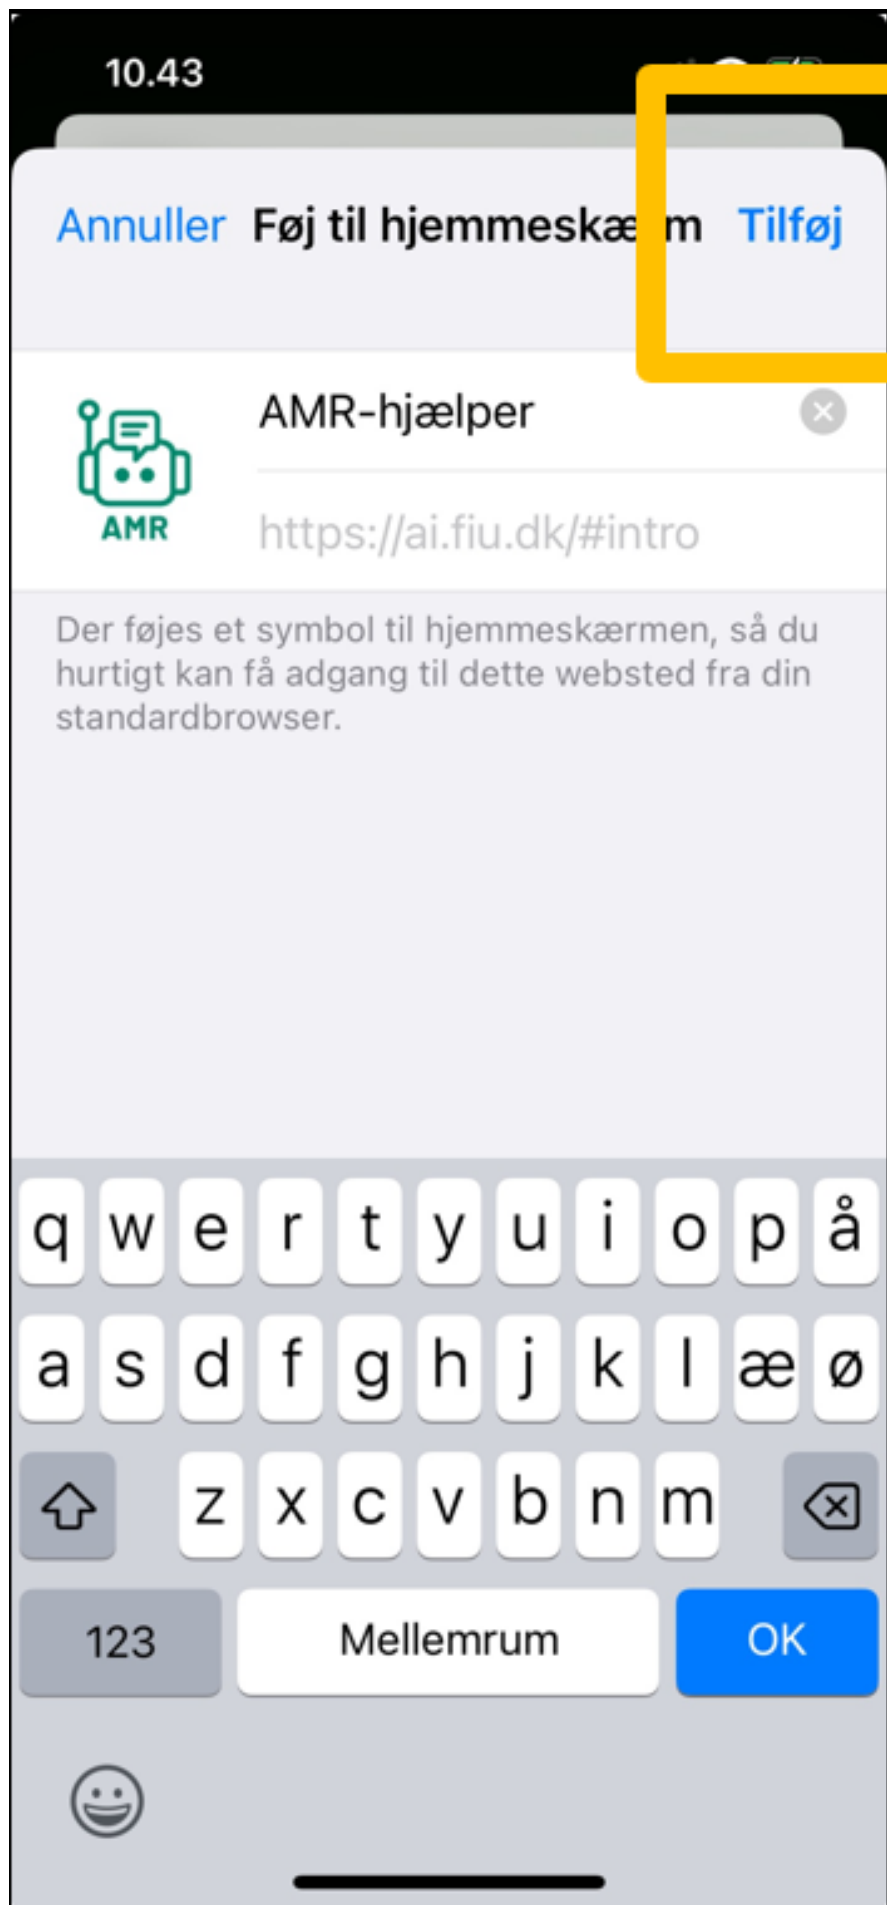 10.43
Annuller Føj til hjemmeskærm Tilføj
AMR-hjælper
AMR
https://ai.fiu.dk/#intro
Der føjes et symbol til hjemmeskærmen, så du
hurtigt kan få adgang til dette websted fra din
standardbrowser.
q w e r t y u i o p å
a s d f g h j k l æ ø
z x c v b n m
123 Mellemrum OK